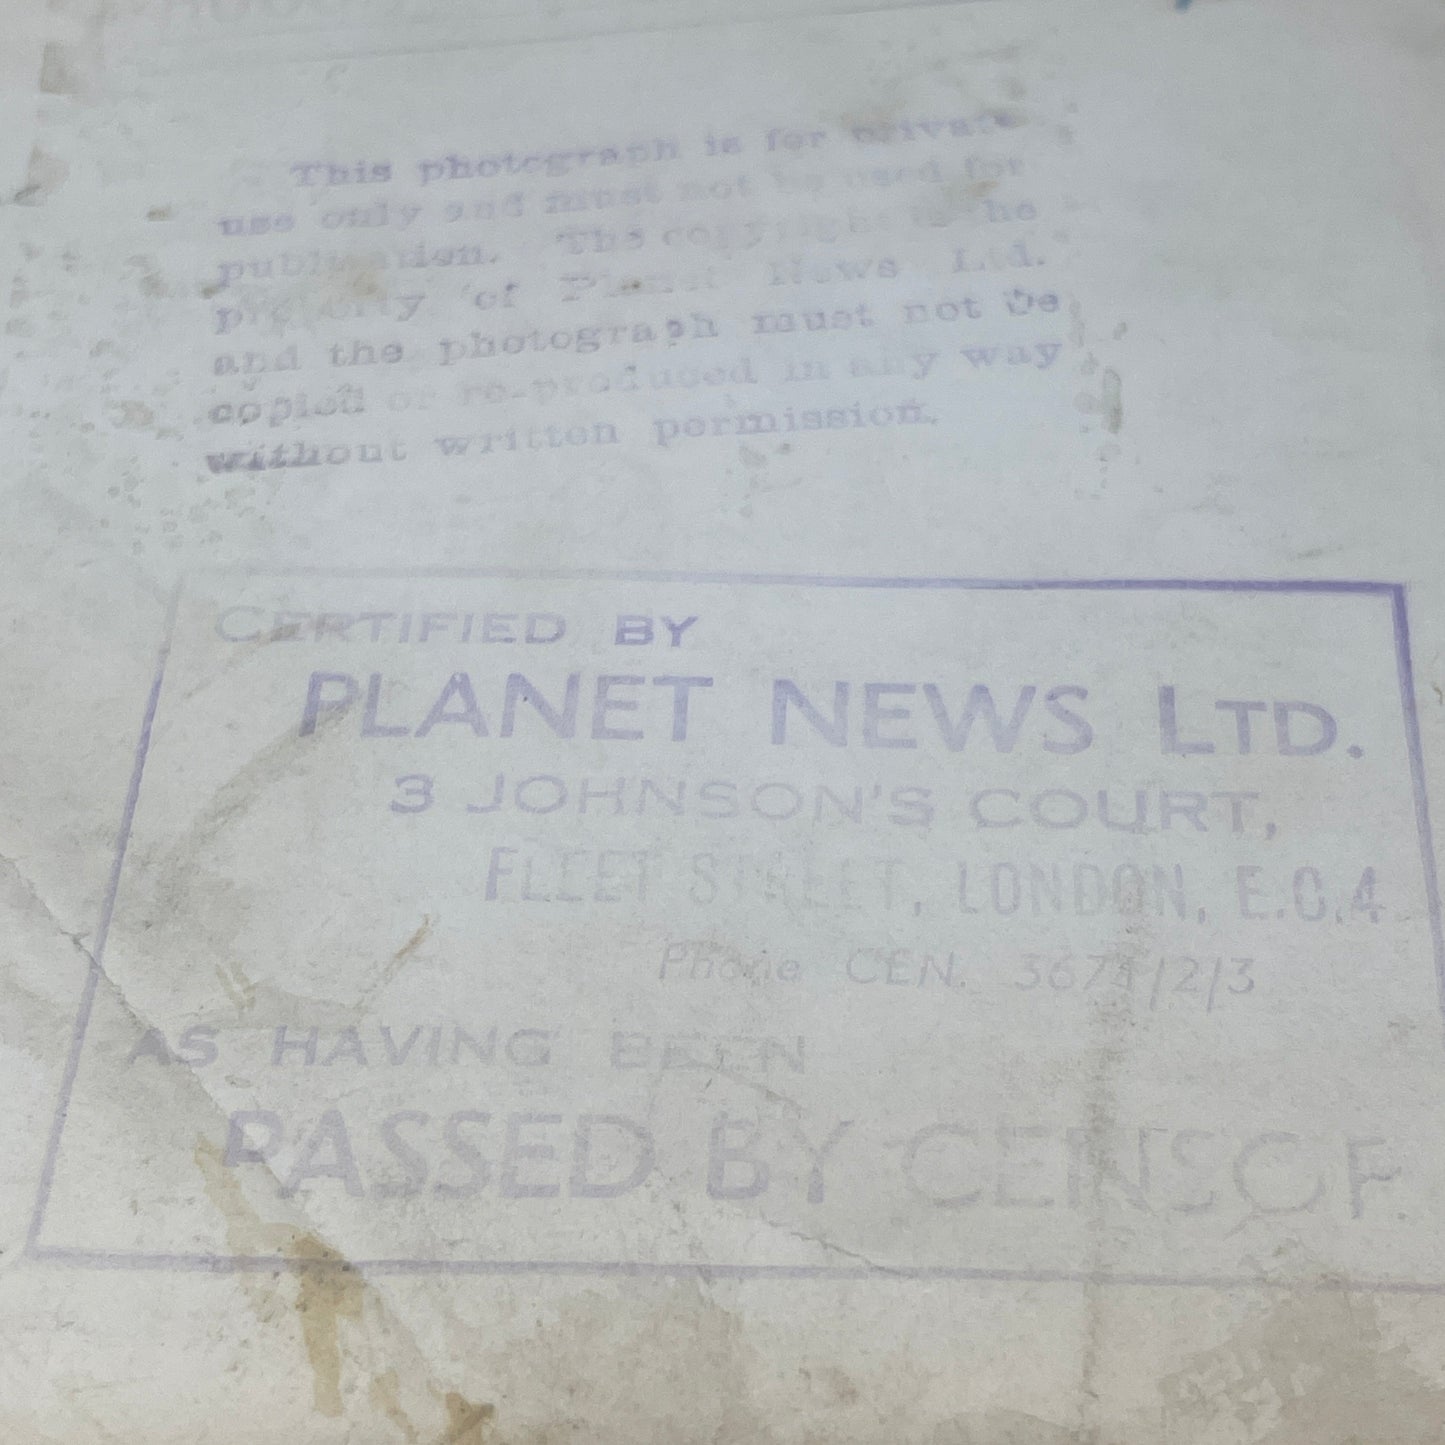 This photograph is for private
use only and must not be used for
publication. The copyright is the
property of Planet News Ltd.
and the photograph must not be
copied or re-produced in any way
without written permission.
CERTIFIED BY
PLANET NEWS LTD.
3 JOHNSON'S COURT,
FLEET STREET, LONDON, E.C.4
Phone CEN. 3671/2/3
AS HAVING BEEN
PASSED BY CENSOR